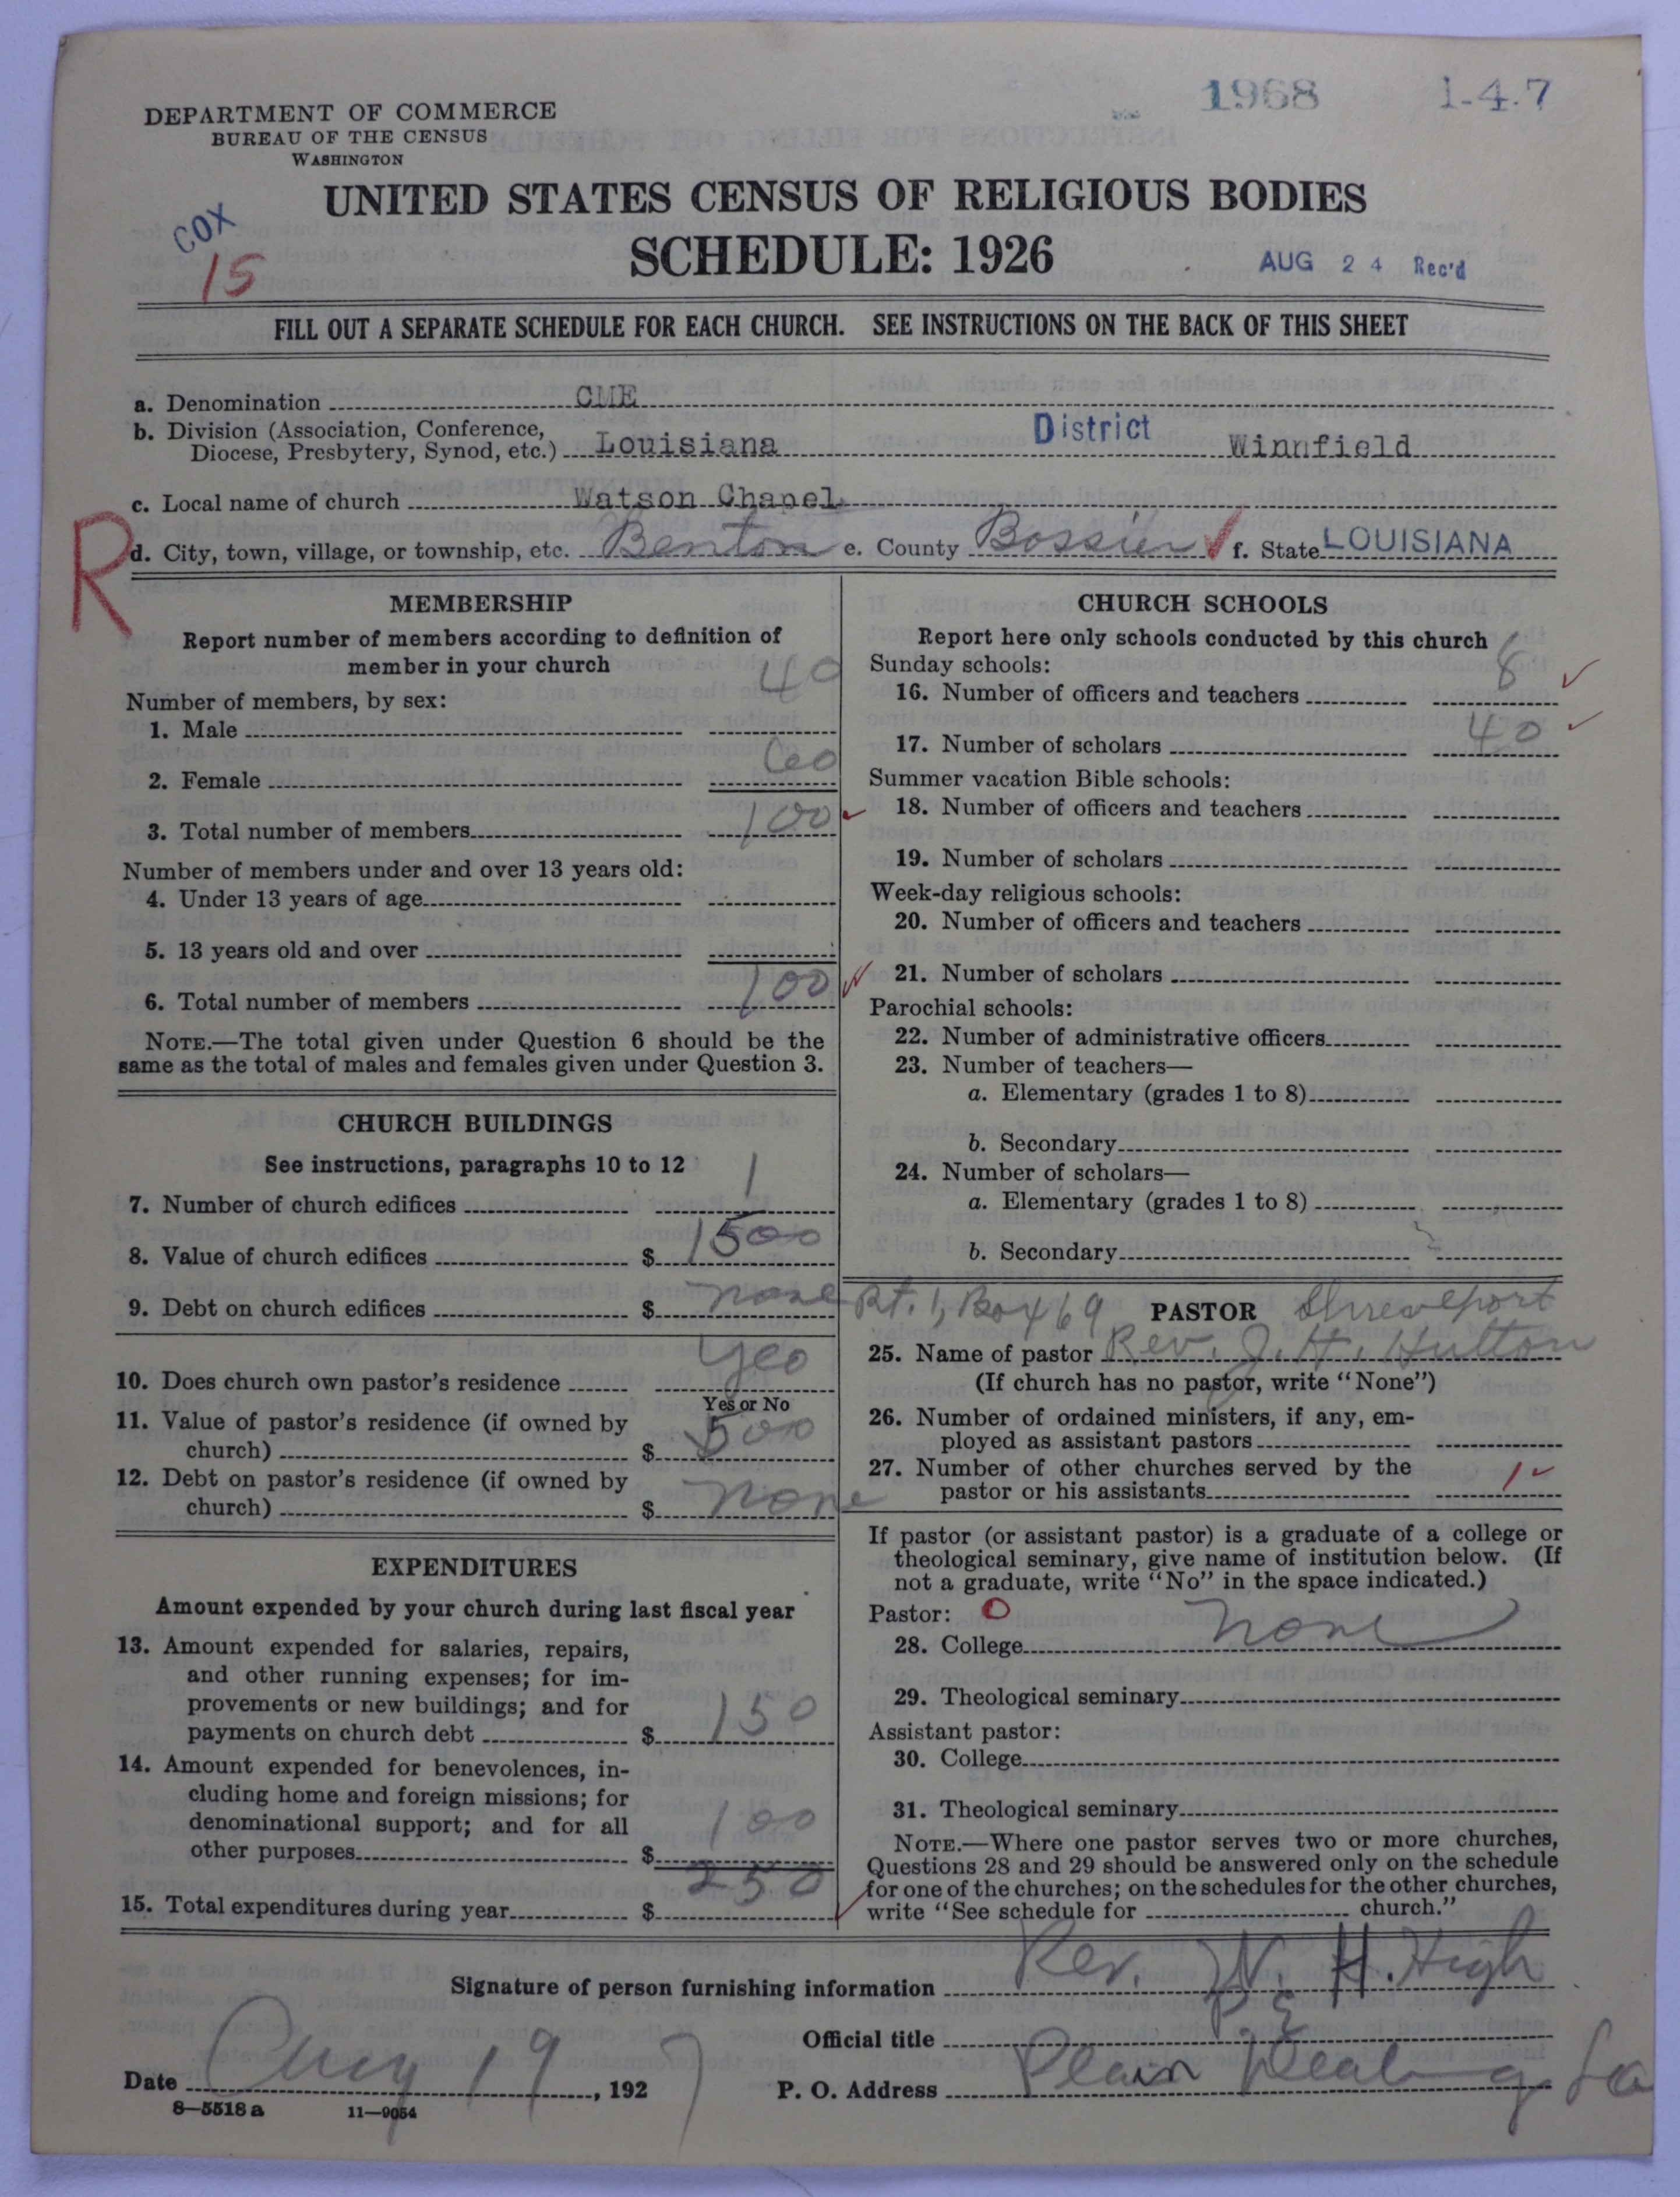 1968 1-4-7
DEPARTMENT OF COMMERCE
BUREAU OF THE CENSUS
WASHINGTON
UNITED STATES CENSUS OF RELIGIOUS BODIES
SCHEDULE: 1926
COX
15
AUG 24 Rec'd
FILL OUT A SEPARATE SCHEDULE FOR EACH CHURCH. SEE INSTRUCTIONS ON THE BACK OF THIS SHEET
a. Denomination CME
b. Division (Association, Conference, Diocese, Presbytery, Synod, etc.) Louisiana District Winnfield
c. Local name of church Watson Chapel
R
d. City, town, village, or township, etc. Benton e. County Bossier f. State LOUISIANA
MEMBERSHIP
Report number of members according to definition of
member in your church
Number of members, by sex:
1. Male 40
2. Female 60
3. Total number of members 100
Number of members under and over 13 years old:
4. Under 13 years of age
5. 13 years old and over
6. Total number of members 100
NOTE.—The total given under Question 6 should be the
same as the total of males and females given under Question 3.
CHURCH BUILDINGS
See instructions, paragraphs 10 to 12
7. Number of church edifices 1
8. Value of church edifices $ 1500
9. Debt on church edifices $ none
10. Does church own pastor's residence yes
Yes or No
11. Value of pastor's residence (if owned by
church) $ 500
12. Debt on pastor's residence (if owned by
church) $ none
EXPENDITURES
Amount expended by your church during last fiscal year
13. Amount expended for salaries, repairs,
and other running expenses; for im-
provements or new buildings; and for
payments on church debt $ 150
14. Amount expended for benevolences, in-
cluding home and foreign missions; for
denominational support; and for all
other purposes $ 100
15. Total expenditures during year $ 250
CHURCH SCHOOLS
Report here only schools conducted by this church
Sunday schools:
16. Number of officers and teachers 8
17. Number of scholars 40
Summer vacation Bible schools:
18. Number of officers and teachers
19. Number of scholars
Week-day religious schools:
20. Number of officers and teachers
21. Number of scholars
Parochial schools:
22. Number of administrative officers
23. Number of teachers—
a. Elementary (grades 1 to 8)
b. Secondary
24. Number of scholars—
a. Elementary (grades 1 to 8)
b. Secondary
Rt. 1, Box 69 PASTOR Shreveport
25. Name of pastor Rev. J. H. Hutton
(If church has no pastor, write "None")
26. Number of ordained ministers, if any, em-
ployed as assistant pastors
27. Number of other churches served by the
pastor or his assistants 1
If pastor (or assistant pastor) is a graduate of a college or
theological seminary, give name of institution below. (If
not a graduate, write "No" in the space indicated.)
Pastor: O
28. College none
29. Theological seminary
Assistant pastor:
30. College
31. Theological seminary
NOTE.—Where one pastor serves two or more churches,
Questions 28 and 29 should be answered only on the schedule
for one of the churches; on the schedules for the other churches,
write "See schedule for church."
Signature of person furnishing information Rev. W. H. High
Official title P. E
Date Aug 19, 1927 P. O. Address Plain Dealing La
8—5518 a 11—9054